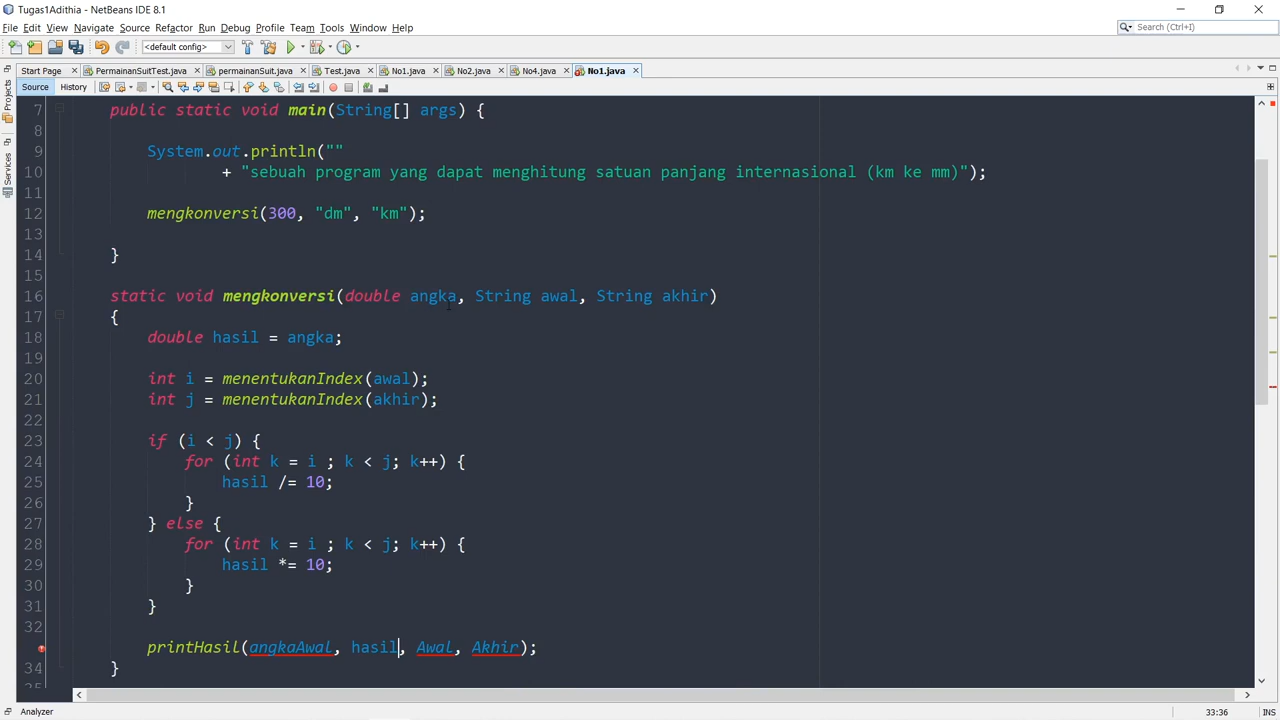 Tugas1Adithia - NetBeans IDE 8.1
File Edit View Navigate Source Refactor Run Debug Profile Team Tools Window Help
<default config>
Search (Ctrl+I)
Start Page PermainanSuitTest.java permainanSuit.java Test.java No1.java No2.java No4.java No1.java
Source History
Projects
Services
7 public static void main(String[] args) {
8
9 System.out.println(""
10 + "sebuah program yang dapat menghitung satuan panjang internasional (km ke mm)");
11
12 mengkonversi(300, "dm", "km");
13
14 }
15
16 static void mengkonversi(double angka, String awal, String akhir)
17 {
18 double hasil = angka;
19
20 int i = menentukanIndex(awal);
21 int j = menentukanIndex(akhir);
22
23 if (i < j) {
24 for (int k = i ; k < j; k++) {
25 hasil /= 10;
26 }
27 } else {
28 for (int k = i ; k < j; k++) {
29 hasil *= 10;
30 }
31 }
32
33 printHasil(angkaAwal, hasil, Awal, Akhir);
34 }
35
Analyzer
33:36 INS